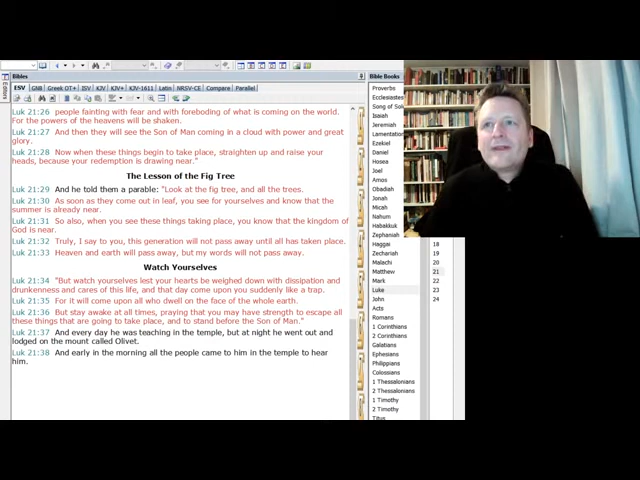 Bibles
Bible Books
Editors
ESV GNB Greek OT+ ISV KJV KJV+ KJV-1611 Latin NRSV-CE Compare Parallel
Luk 21:26 people fainting with fear and with foreboding of what is coming on the world.
For the powers of the heavens will be shaken.
Luk 21:27 And then they will see the Son of Man coming in a cloud with power and great
glory.
Luk 21:28 Now when these things begin to take place, straighten up and raise your
heads, because your redemption is drawing near."
The Lesson of the Fig Tree
Luk 21:29 And he told them a parable: "Look at the fig tree, and all the trees.
Luk 21:30 As soon as they come out in leaf, you see for yourselves and know that the
summer is already near.
Luk 21:31 So also, when you see these things taking place, you know that the kingdom of
God is near.
Luk 21:32 Truly, I say to you, this generation will not pass away until all has taken place.
Luk 21:33 Heaven and earth will pass away, but my words will not pass away.
Watch Yourselves
Luk 21:34 "But watch yourselves lest your hearts be weighed down with dissipation and
drunkenness and cares of this life, and that day come upon you suddenly like a trap.
Luk 21:35 For it will come upon all who dwell on the face of the whole earth.
Luk 21:36 But stay awake at all times, praying that you may have strength to escape all
these things that are going to take place, and to stand before the Son of Man."
Luk 21:37 And every day he was teaching in the temple, but at night he went out and
lodged on the mount called Olivet.
Luk 21:38 And early in the morning all the people came to him in the temple to hear
him.
Proverbs
Ecclesiastes
Song of Solo
Isaiah
Jeremiah
Lamentation
Ezekiel
Daniel
Hosea
Joel
Amos
Obadiah
Jonah
Micah
Nahum
Habakkuk
Zephaniah
Haggai 18
Zechariah 19
Malachi 20
Matthew 21
Mark 22
Luke 23
John 24
Acts
Romans
1 Corinthians
2 Corinthians
Galatians
Ephesians
Philippians
Colossians
1 Thessalonians
2 Thessalonians
1 Timothy
2 Timothy
Titus